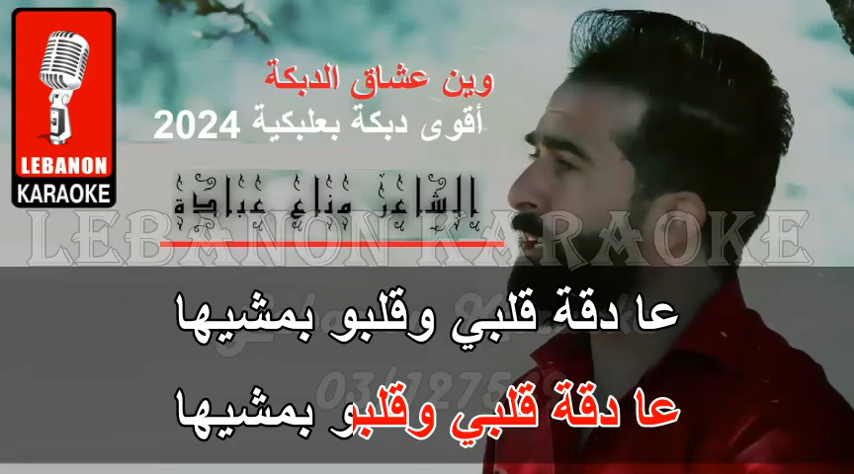 LEBANON
KARAOKE
وين عشاق الدبكة
أقوى دبكة بعلبكية 2024
الشاعر مناع عبادة
LEBANON KARAOKE
عا دقة قلبي وقلبو بمشيها
عا دقة قلبي وقلبو بمشيها